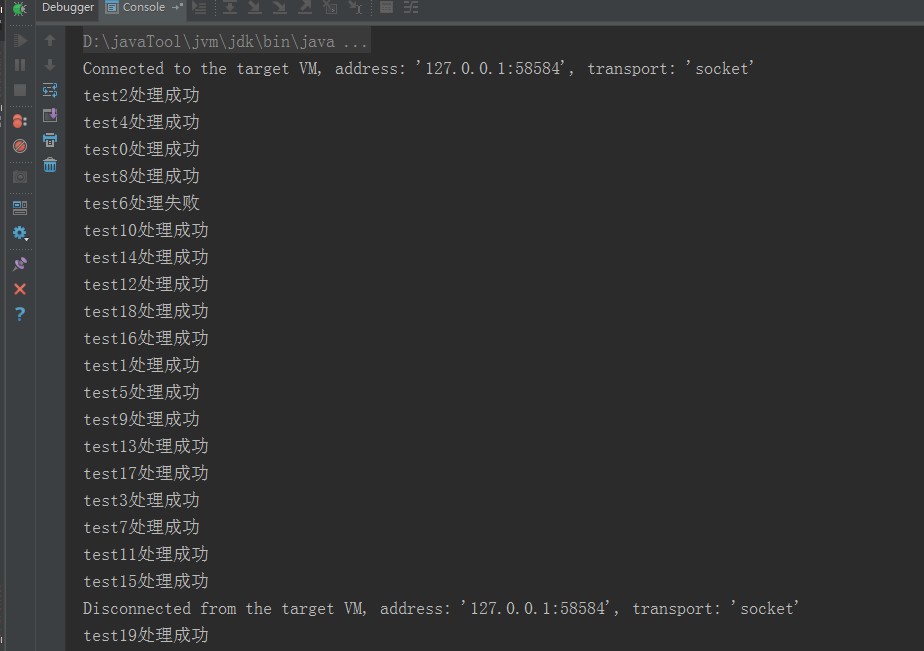 Debugger Console
D:\javaTool\jvm\jdk\bin\java ...
Connected to the target VM, address: '127.0.0.1:58584', transport: 'socket'
test2处理成功
test4处理成功
test0处理成功
test8处理成功
test6处理失败
test10处理成功
test14处理成功
test12处理成功
test18处理成功
test16处理成功
test1处理成功
test5处理成功
test9处理成功
test13处理成功
test17处理成功
test3处理成功
test7处理成功
test11处理成功
test15处理成功
Disconnected from the target VM, address: '127.0.0.1:58584', transport: 'socket'
test19处理成功